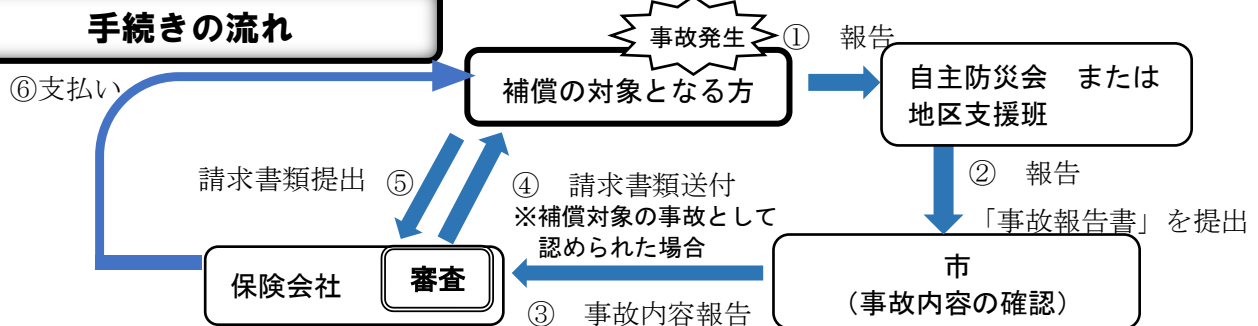 手続きの流れ
事故発生
① 報告
⑥支払い
補償の対象となる方
自主防災会 または
地区支援班
請求書類提出 ⑤
④ 請求書類送付
※補償対象の事故として
認められた場合
② 報告
「事故報告書」を提出
保険会社
審査
③ 事故内容報告
市
（事故内容の確認）